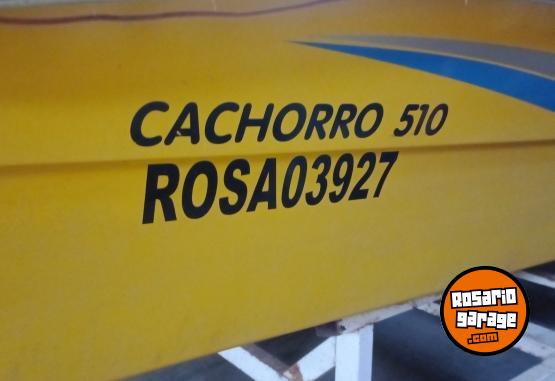 CACHORRO 510
ROSA03927
Rosario
garage
.com